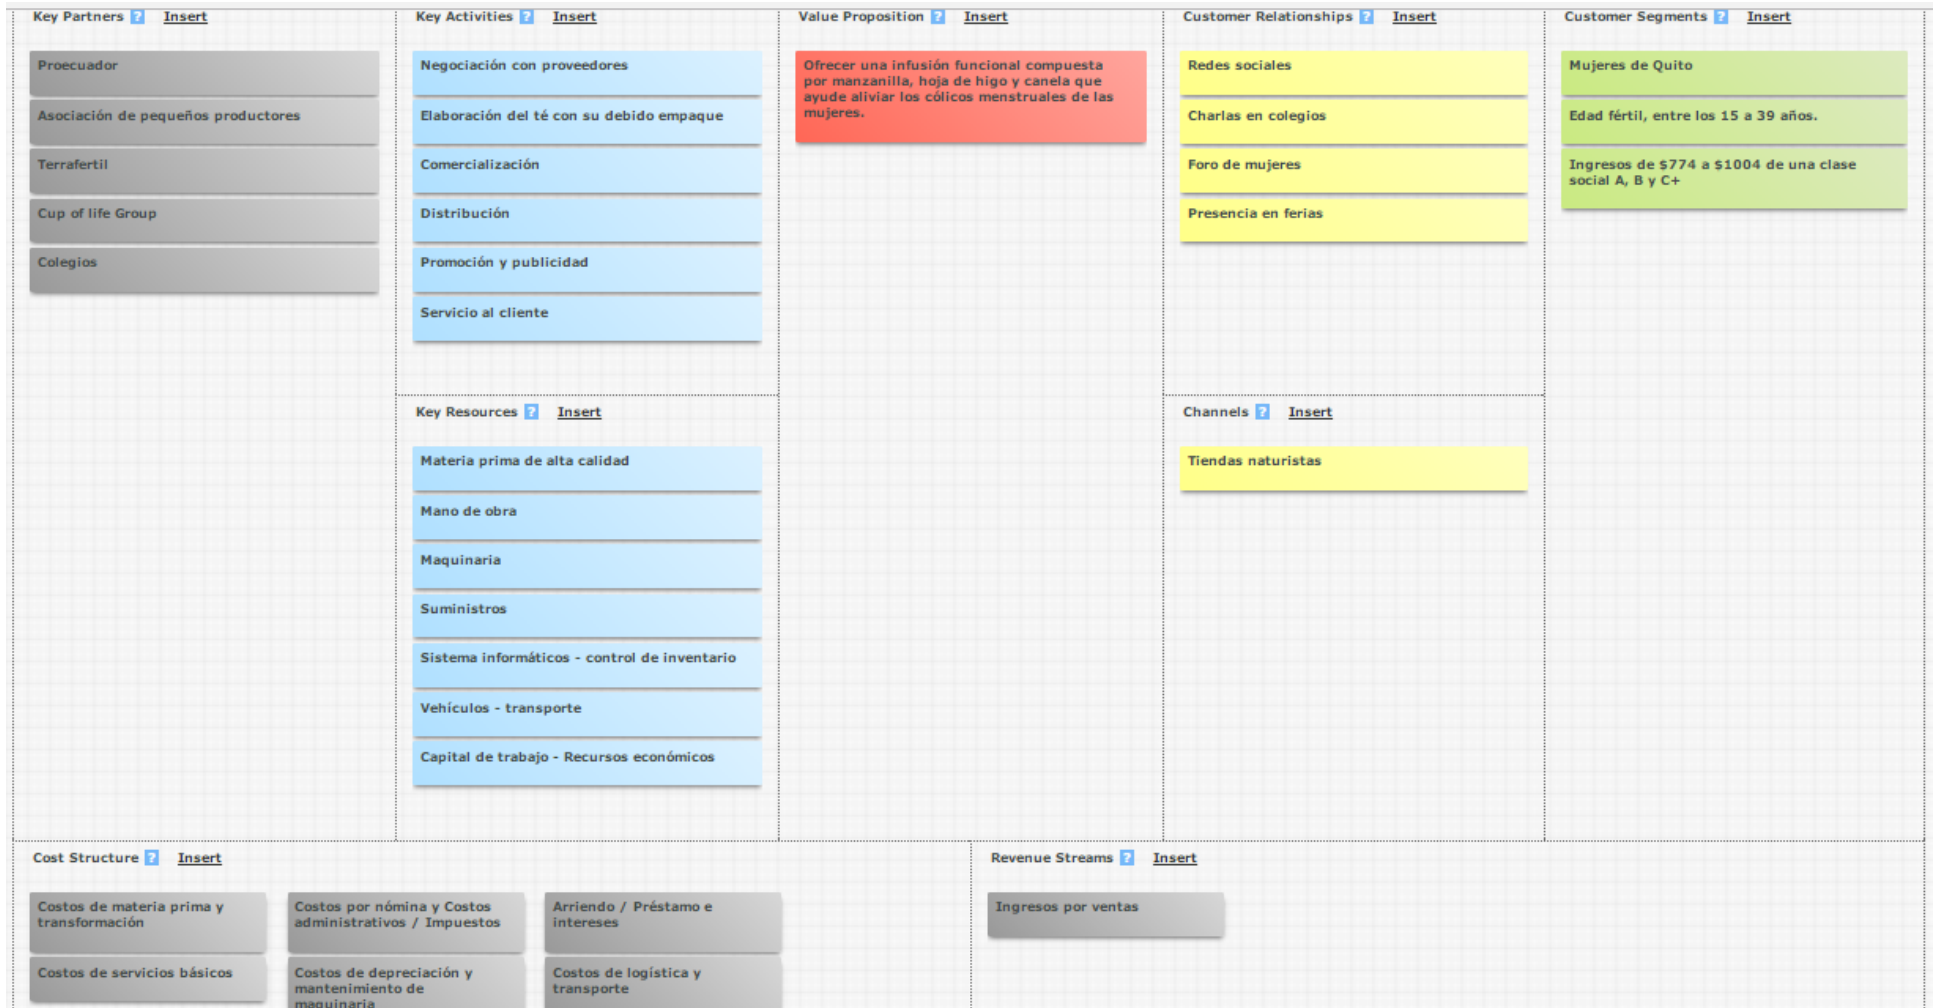 Key Partners ? Insert
Proecuador
Asociación de pequeños productores
Terrafertil
Cup of life Group
Colegios
Key Activities ? Insert
Negociación con proveedores
Elaboración del té con su debido empaque
Comercialización
Distribución
Promoción y publicidad
Servicio al cliente
Key Resources ? Insert
Materia prima de alta calidad
Mano de obra
Maquinaria
Suministros
Sistema informáticos - control de inventario
Vehículos - transporte
Capital de trabajo - Recursos económicos
Value Proposition ? Insert
Ofrecer una infusión funcional compuesta
por manzanilla, hoja de higo y canela que
ayude aliviar los cólicos menstruales de las
mujeres.
Customer Relationships ? Insert
Redes sociales
Charlas en colegios
Foro de mujeres
Presencia en ferias
Channels ? Insert
Tiendas naturistas
Customer Segments ? Insert
Mujeres de Quito
Edad fértil, entre los 15 a 39 años.
Ingresos de $774 a $1004 de una clase
social A, B y C+
Cost Structure ? Insert
Costos de materia prima y
transformación
Costos por nómina y Costos
administrativos / Impuestos
Arriendo / Préstamo e
intereses
Costos de servicios básicos
Costos de depreciación y
mantenimiento de
maquinaria
Costos de logística y
transporte
Revenue Streams ? Insert
Ingresos por ventas